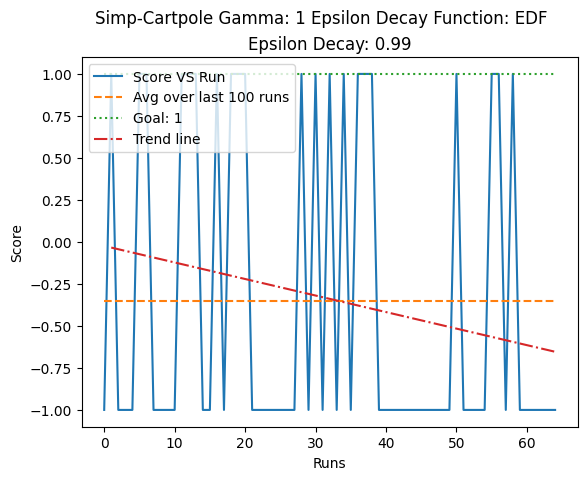 Simp-Cartpole Gamma: 1 Epsilon Decay Function: EDF
Epsilon Decay: 0.99
Score VS Run
Avg over last 100 runs
Goal: 1
Trend line
1.00
0.75
0.50
0.25
0.00
−0.25
−0.50
−0.75
−1.00
Score
0 10 20 30 40 50 60
Runs